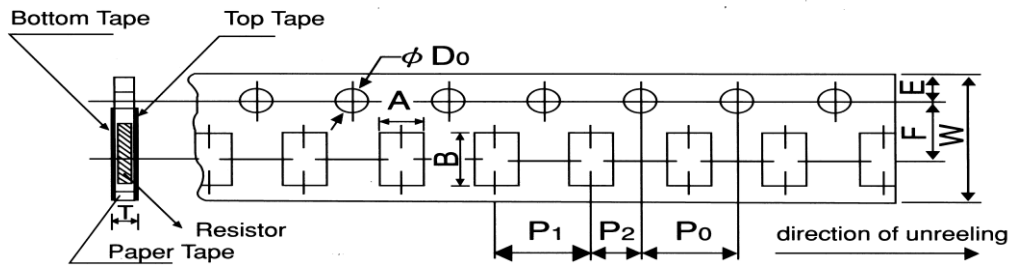 Bottom Tape
Top Tape
φ D0
A
B
E
F
W
T
Resistor
Paper Tape
P1
P2
P0
direction of unreeling